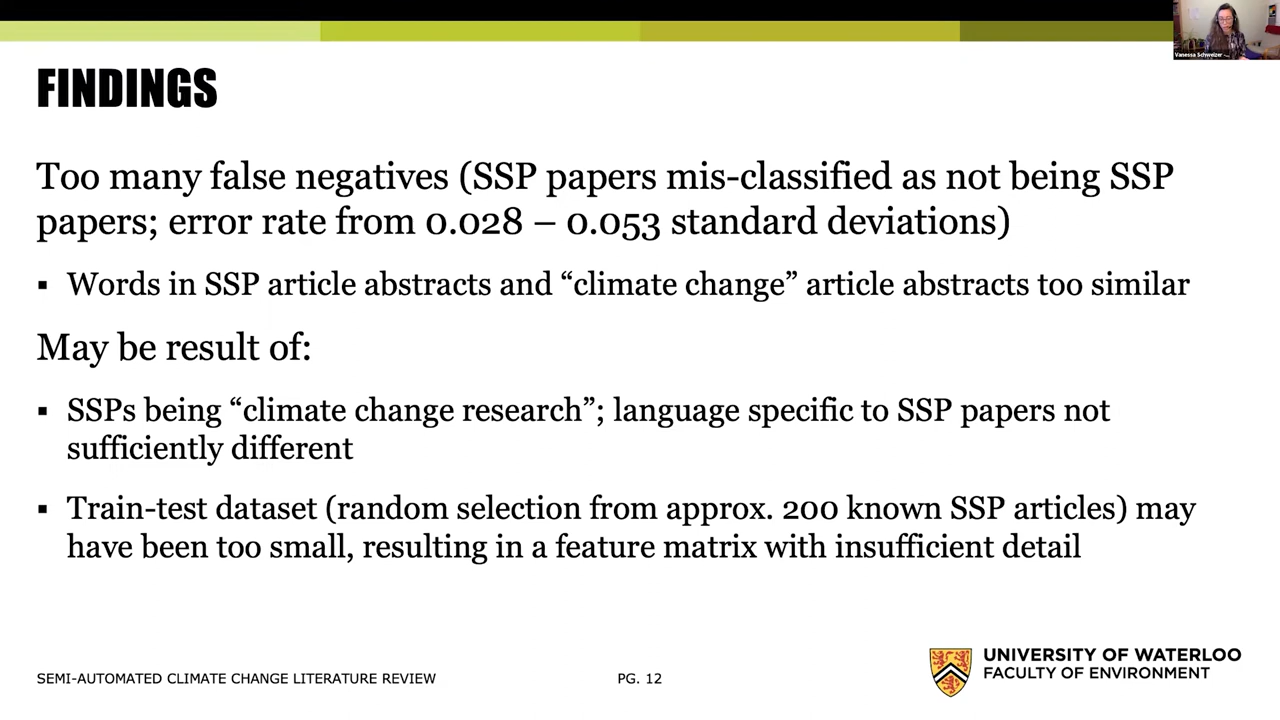 Vanessa Schweizer
FINDINGS
Too many false negatives (SSP papers mis-classified as not being SSP
papers; error rate from 0.028 – 0.053 standard deviations)
▪ Words in SSP article abstracts and “climate change” article abstracts too similar
May be result of:
▪ SSPs being “climate change research”; language specific to SSP papers not
sufficiently different
▪ Train-test dataset (random selection from approx. 200 known SSP articles) may
have been too small, resulting in a feature matrix with insufficient detail
SEMI-AUTOMATED CLIMATE CHANGE LITERATURE REVIEW
PG. 12
UNIVERSITY OF WATERLOO
FACULTY OF ENVIRONMENT